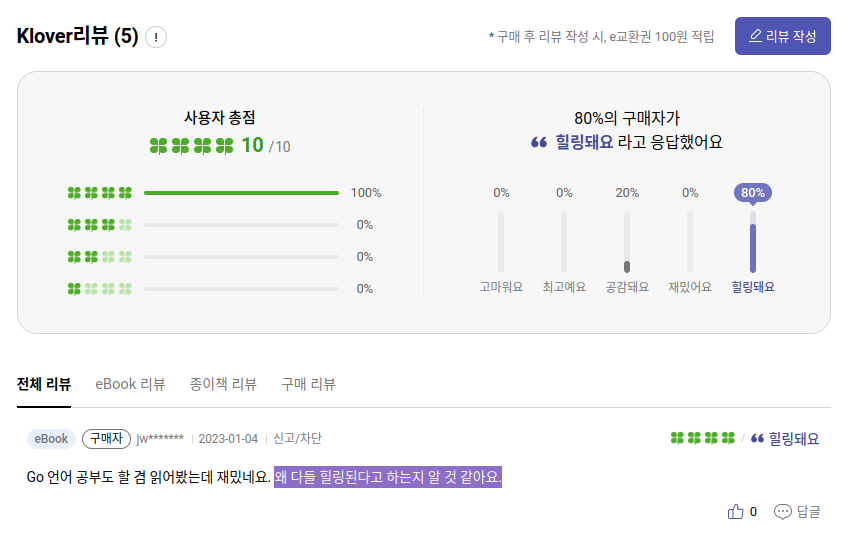 Klover리뷰 (5) !
* 구매 후 리뷰 작성 시, e교환권 100원 적립
리뷰 작성
사용자 총점
10 /10
100%
0%
0%
0%
80%의 구매자가
힐링돼요 라고 응답했어요
0% 0% 20% 0% 80%
고마워요 최고예요 공감돼요 재밌어요 힐링돼요
전체 리뷰 eBook 리뷰 종이책 리뷰 구매 리뷰
eBook 구매자 jw******* | 2023-01-04 | 신고/차단
/ 힐링돼요
Go 언어 공부도 할 겸 읽어봤는데 재밌네요. 왜 다들 힐링된다고 하는지 알 것 같아요.
0 답글